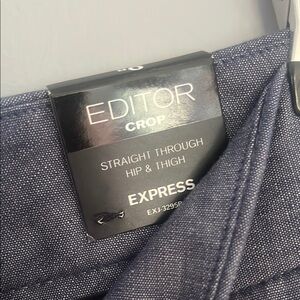 EDITOR
CROP
STRAIGHT THROUGH
HIP & THIGH
EXPRESS